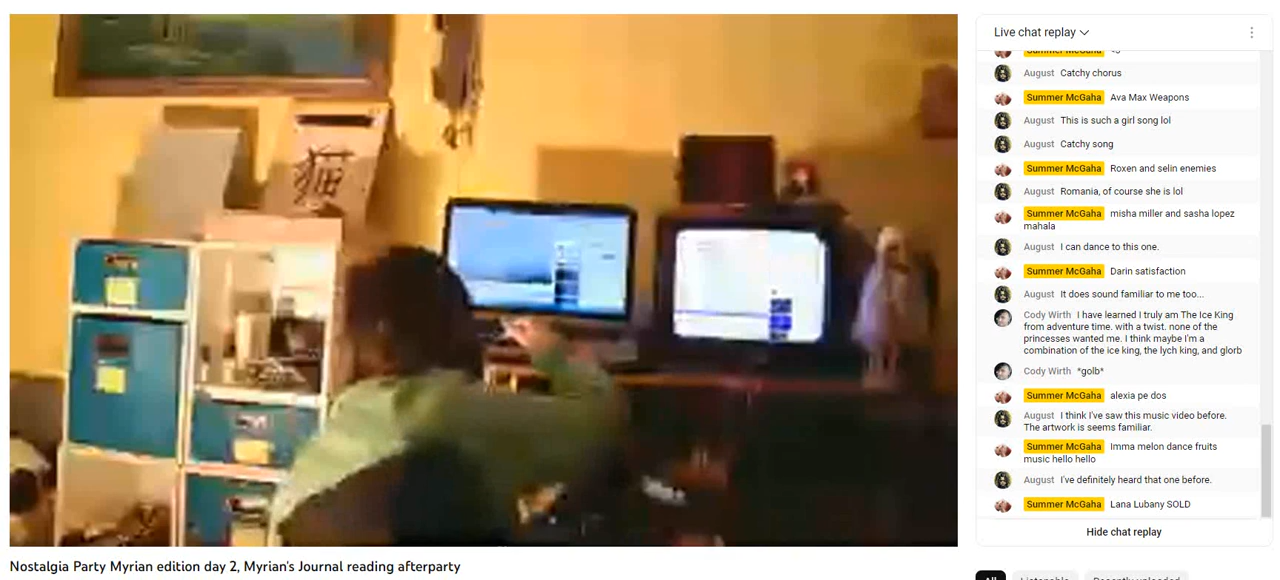 猫
Live chat replay
August Catchy chorus
Summer McGaha Ava Max Weapons
August This is such a girl song lol
August Catchy song
Summer McGaha Roxen and selin enemies
August Romania, of course she is lol
Summer McGaha misha miller and sasha lopez
mahala
August I can dance to this one.
Summer McGaha Darin satisfaction
August It does sound familiar to me too...
Cody Wirth I have learned I truly am The Ice King
from adventure time. with a twist. none of the
princesses wanted me. I think maybe I'm a
combination of the ice king, the lych king, and glorb
Cody Wirth *golb*
Summer McGaha alexia pe dos
August I think I've saw this music video before.
The artwork is seems familiar.
Summer McGaha Imma melon dance fruits
music hello hello
August I've definitely heard that one before.
Summer McGaha Lana Lubany SOLD
Hide chat replay
Nostalgia Party Myrian edition day 2, Myrian's Journal reading afterparty